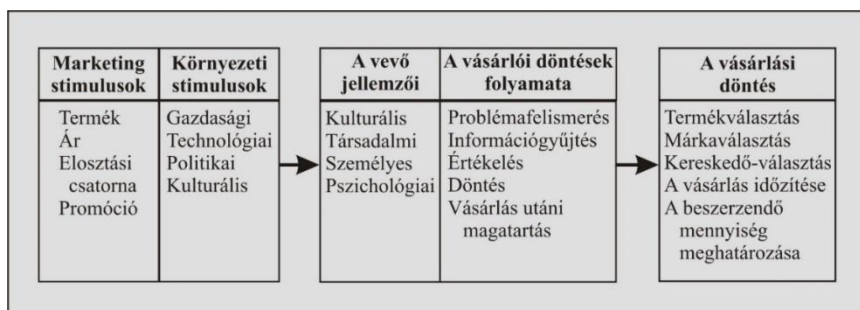 Marketing
stimulusok
Termék
Ár
Elosztási
csatorna
Promóció
Környezeti
stimulusok
Gazdasági
Technológiai
Politikai
Kulturális
A vevő
jellemzői
Kulturális
Társadalmi
Személyes
Pszichológiai
A vásárlói döntések
folyamata
Problémafelismerés
Információgyűjtés
Értékelés
Döntés
Vásárlás utáni
magatartás
A vásárlási
döntés
Termékválasztás
Márkaválasztás
Kereskedő-választás
A vásárlás időzítése
A beszerzendő
mennyiség
meghatározása